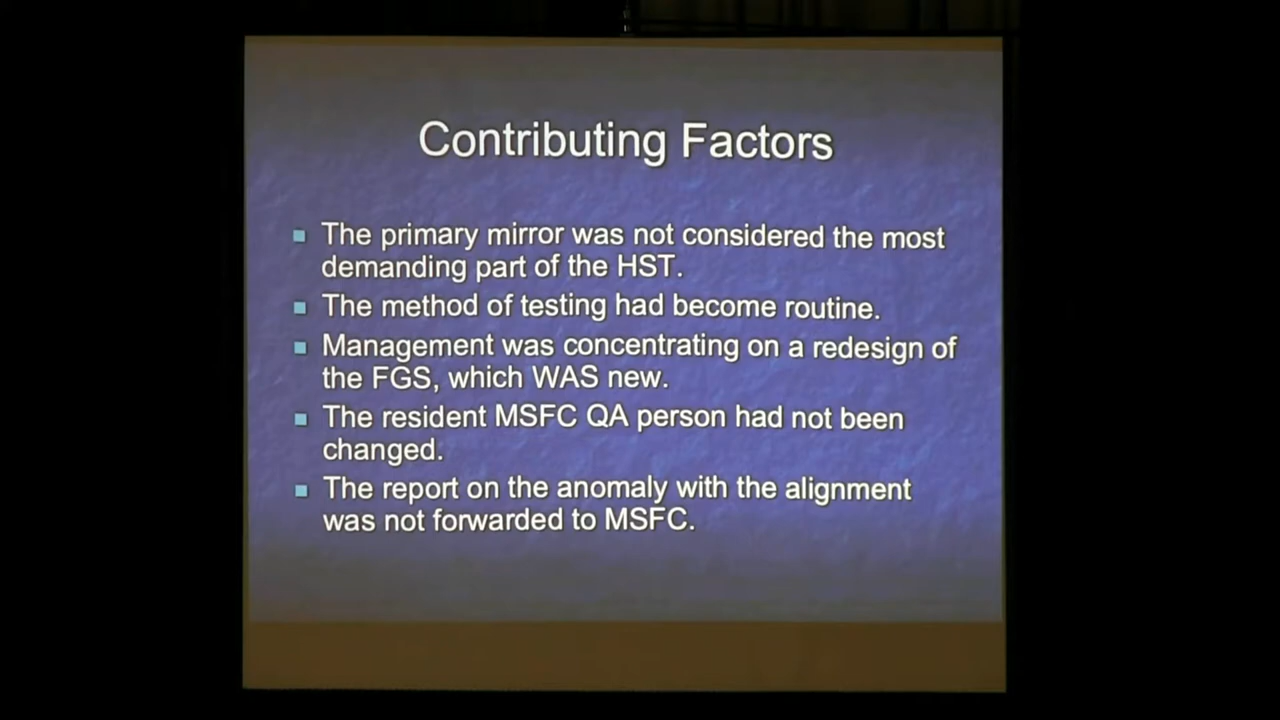 Contributing Factors
The primary mirror was not considered the most
demanding part of the HST.
The method of testing had become routine.
Management was concentrating on a redesign of
the FGS, which WAS new.
The resident MSFC QA person had not been
changed.
The report on the anomaly with the alignment
was not forwarded to MSFC.